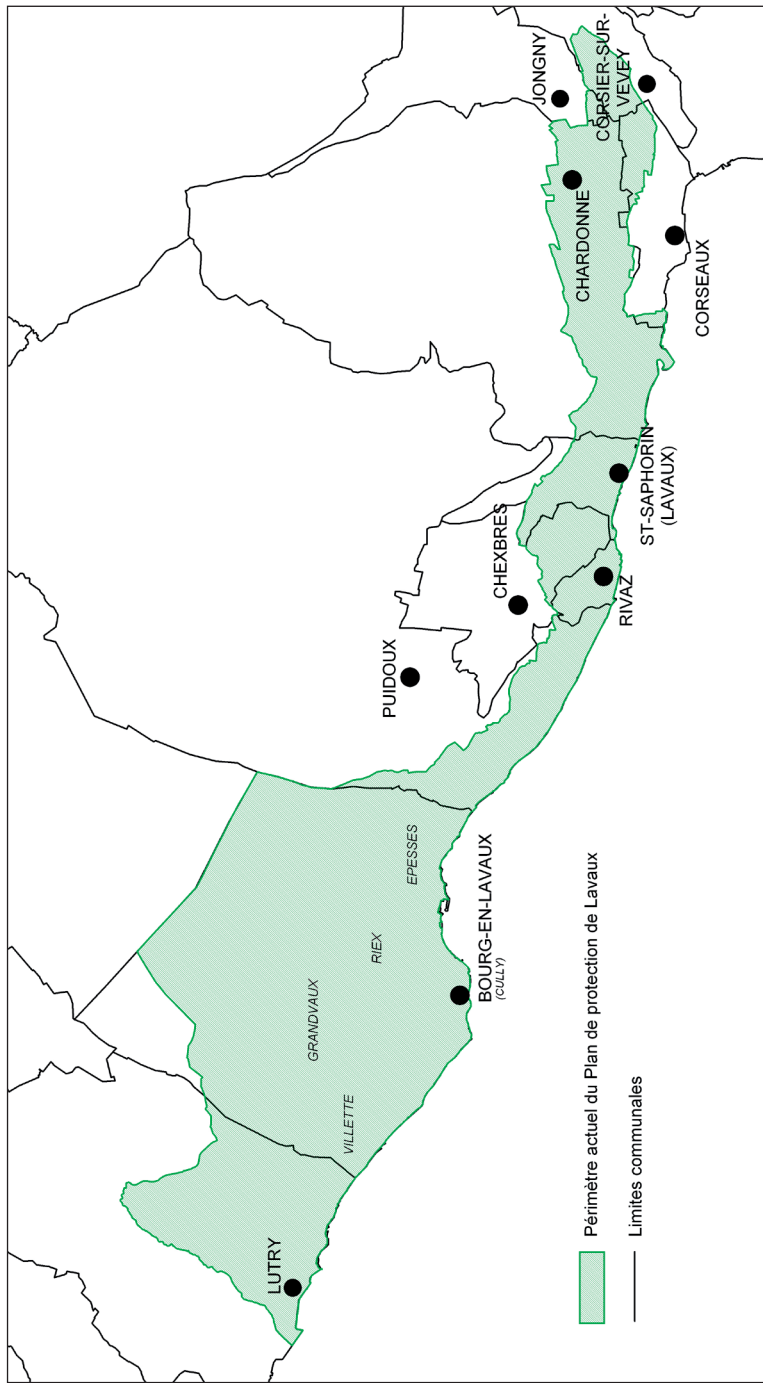 JONGNY
CORSIER-SUR-
VEVEY
CHARDONNE
CORSEAUX
ST-SAPHORIN
(LAVAUX)
CHEXBRES
RIVAZ
PUIDOUX
EPESSES
RIEX
GRANDVAUX
BOURG-EN-LAVAUX
(CULLY)
VILLETTE
LUTRY
Périmètre actuel du Plan de protection de Lavaux
Limites communales